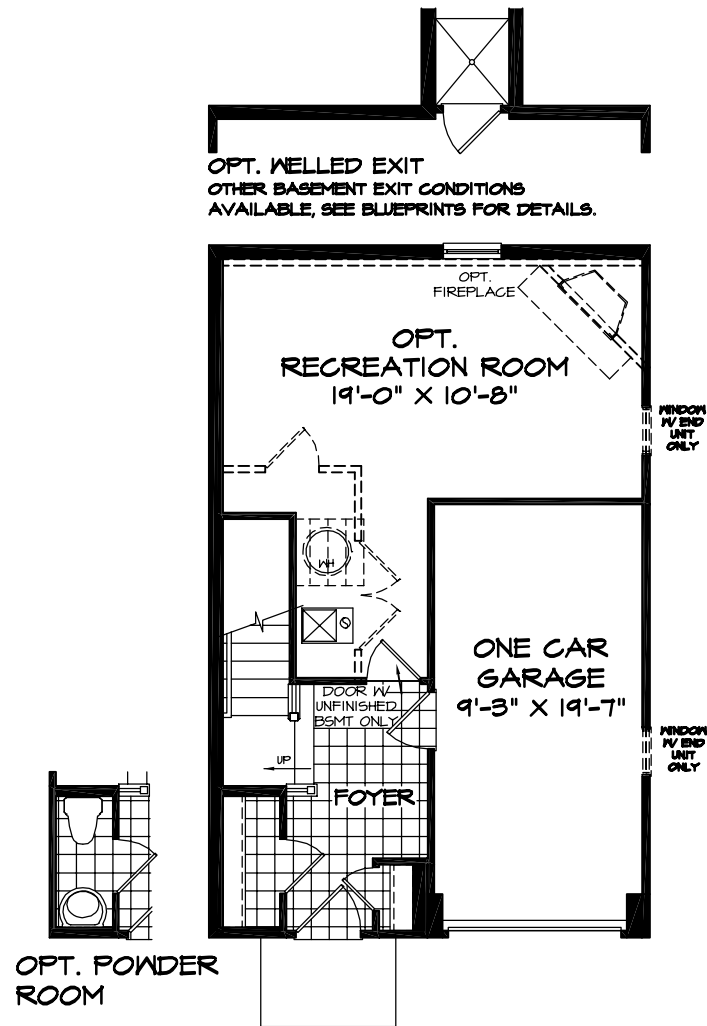 OPT. WELLED EXIT
OTHER BASEMENT EXIT CONDITIONS
AVAILABLE, SEE BLUEPRINTS FOR DETAILS.
OPT.
FIREPLACE
OPT.
RECREATION ROOM
19'-0" X 10'-8"
WINDOW
W/ END
UNIT
ONLY
WH
ONE CAR
GARAGE
9'-3" X 19'-7"
DOOR W/
UNFINISHED
BSMT ONLY
WINDOW
W/ END
UNIT
ONLY
UP
FOYER
OPT. POWDER
ROOM